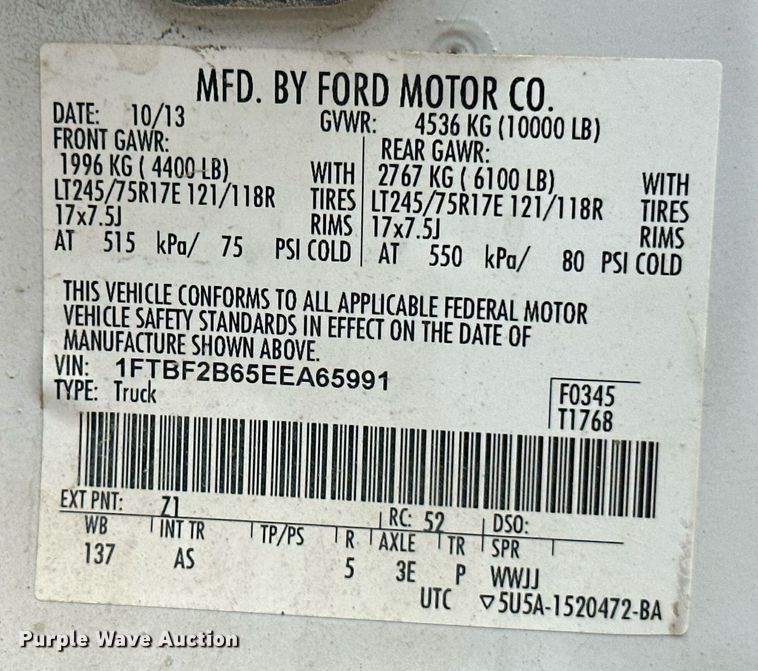 MFD. BY FORD MOTOR CO.
DATE: 10/13 GVWR: 4536 KG (10000 LB)
FRONT GAWR: REAR GAWR:
1996 KG ( 4400 LB) WITH 2767 KG ( 6100 LB) WITH
LT245/75R17E 121/118R TIRES LT245/75R17E 121/118R TIRES
17x7.5J RIMS 17x7.5J RIMS
AT 515 kPa/ 75 PSI COLD AT 550 kPa/ 80 PSI COLD
THIS VEHICLE CONFORMS TO ALL APPLICABLE FEDERAL MOTOR
VEHICLE SAFETY STANDARDS IN EFFECT ON THE DATE OF
MANUFACTURE SHOWN ABOVE.
VIN: 1FTBF2B65EEA65991
TYPE: Truck
F0345
T1768
EXT PNT: Z1 RC: 52 DSO:
WB INT TR TP/PS R AXLE TR SPR
137 AS 5 3E P WWJJ
UTC ▽5U5A-1520472-BA
Purple Wave Auction